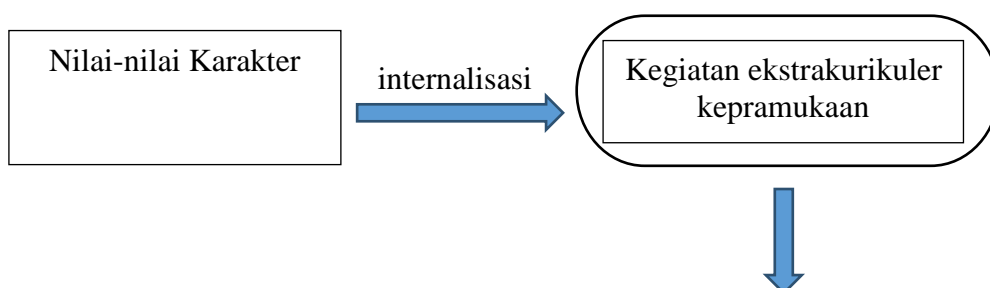 Nilai-nilai Karakter
internalisasi
Kegiatan ekstrakurikuler
kepramukaan